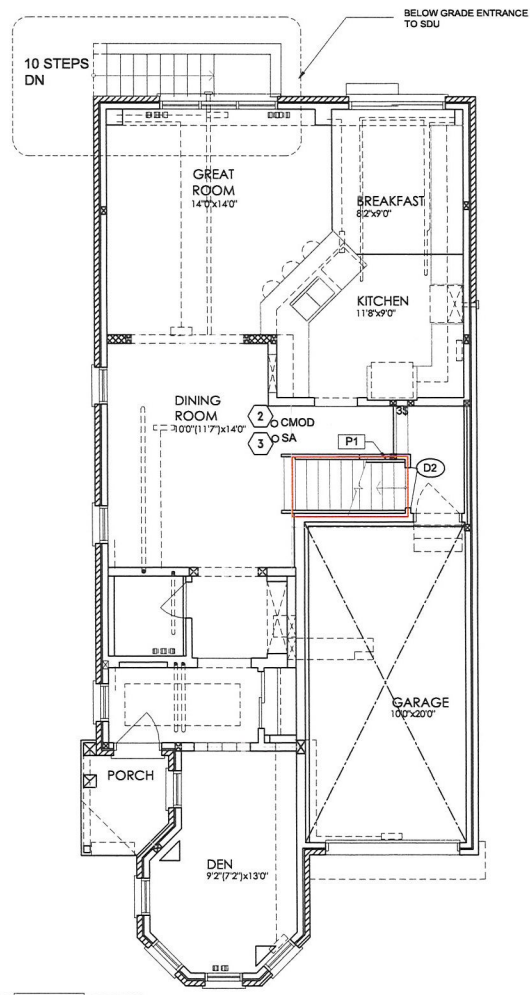 BELOW GRADE ENTRANCE
TO SDU
10 STEPS
DN
GREAT
ROOM
14'0"x14'0"
BREAKFAST
8'2"x9'0"
KITCHEN
11'8"x9'0"
DINING
ROOM
10'0"(11'7")x14'0"
2
CMOD
3
SA
3$
P1
D2
GARAGE
10'0"x20'0"
PORCH
DEN
9'2"(7'2")x13'0"